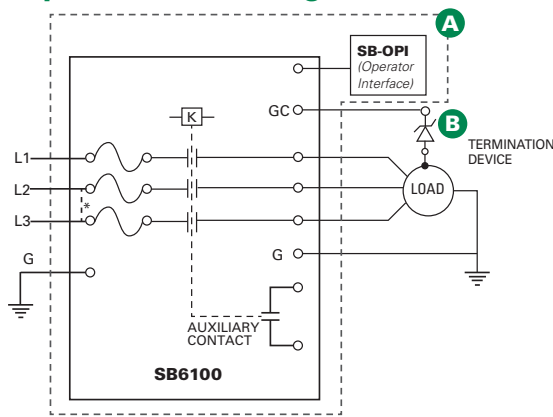 A
SB-OPI
(Operator
Interface)
GC
B
K
TERMINATION
DEVICE
L1
L2
LOAD
*
L3
G
G
AUXILIARY
CONTACT
SB6100